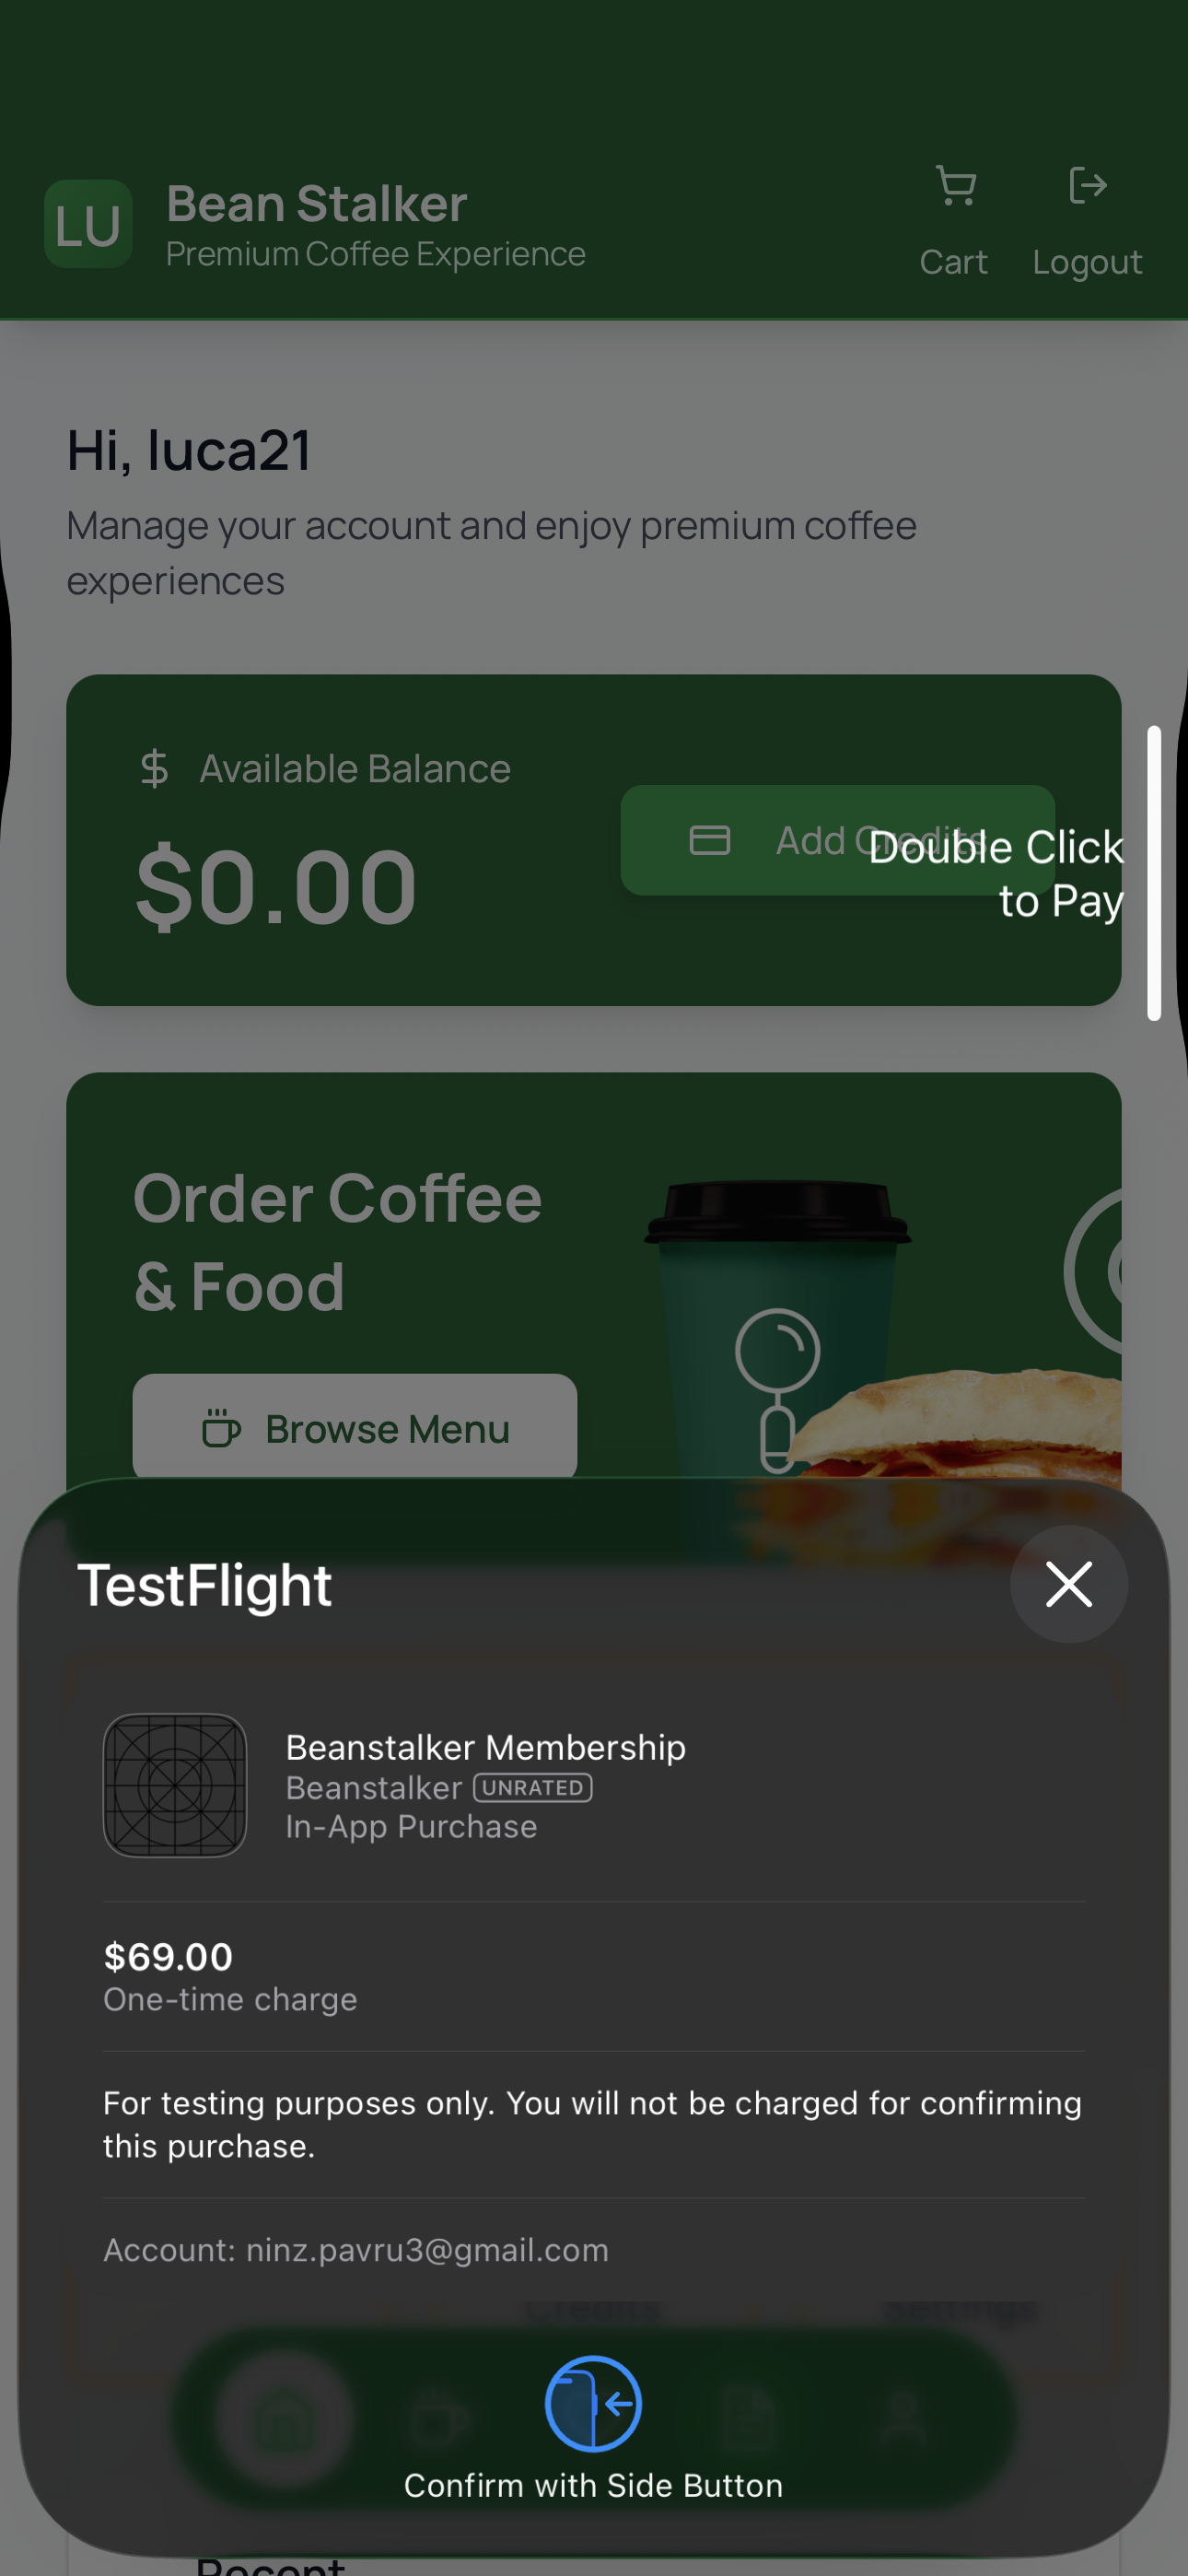 LU
Bean Stalker
Premium Coffee Experience
Cart
Logout
Hi, luca21
Manage your account and enjoy premium coffee
experiences
$ Available Balance
$0.00
Add Credits
Double Click
to Pay
Order Coffee
& Food
Browse Menu
TestFlight
Beanstalker Membership
Beanstalker UNRATED
In-App Purchase
$69.00
One-time charge
For testing purposes only. You will not be charged for confirming
this purchase.
Account: ninz.pavru3@gmail.com
Credits
Settings
Confirm with Side Button
Recent